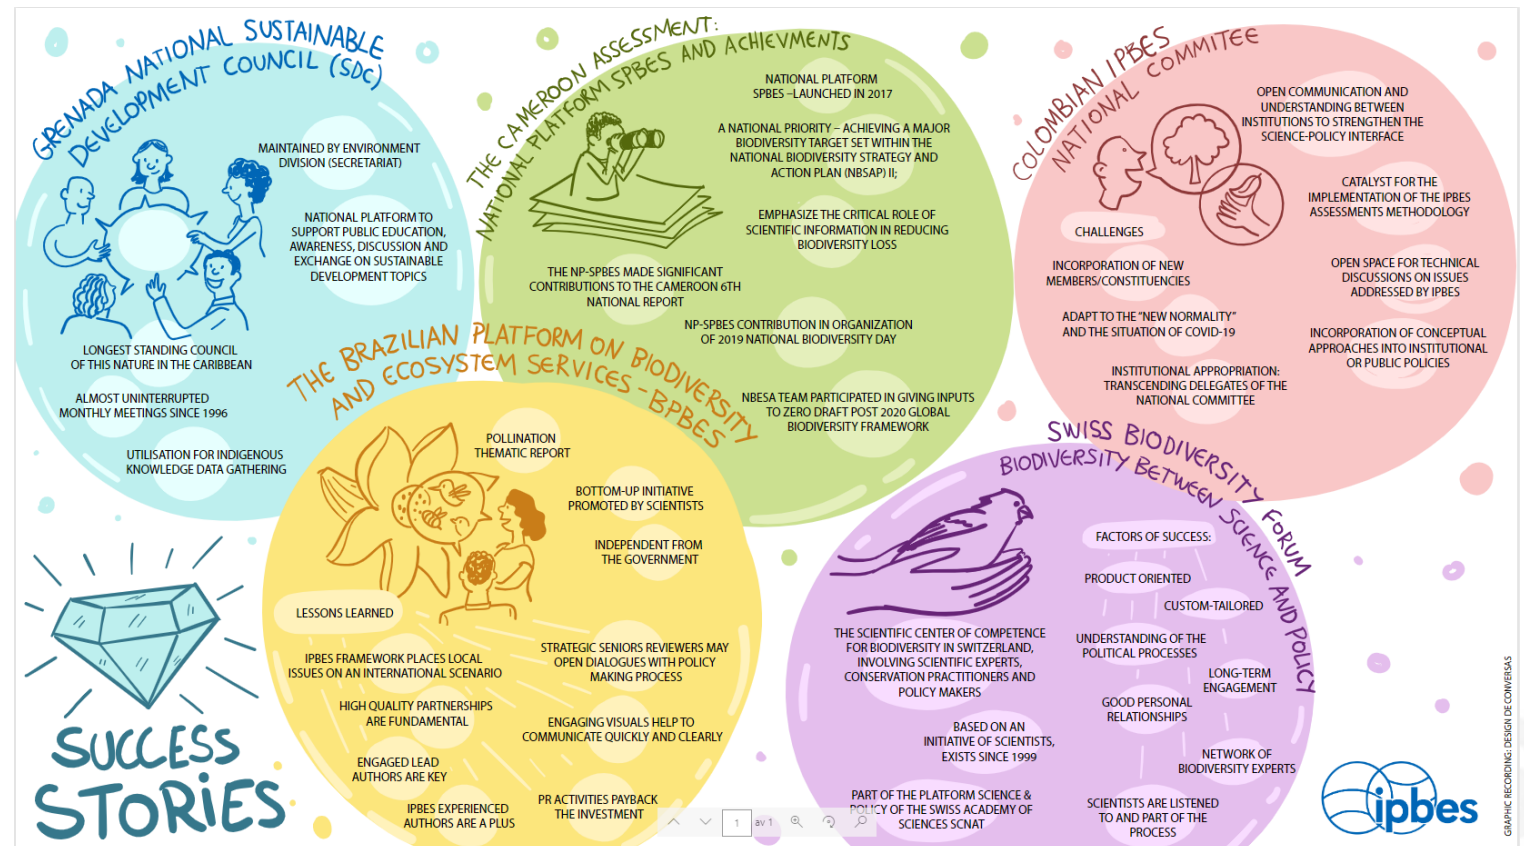 GRENADA NATIONAL SUSTAINABLE
DEVELOPMENT COUNCIL (SDC)
MAINTAINED BY ENVIRONMENT
DIVISION (SECRETARIAT)
NATIONAL PLATFORM TO
SUPPORT PUBLIC EDUCATION,
AWARENESS, DISCUSSION AND
EXCHANGE ON SUSTAINABLE
DEVELOPMENT TOPICS
LONGEST STANDING COUNCIL
OF THIS NATURE IN THE CARIBBEAN
ALMOST UNINTERRUPTED
MONTHLY MEETINGS SINCE 1996
UTILISATION FOR INDIGENOUS
KNOWLEDGE DATA GATHERING
THE CAMEROON ASSESSMENT:
NATIONAL PLATFORM SPBES AND ACHIEVMENTS
NATIONAL PLATFORM
SPBES –LAUNCHED IN 2017
A NATIONAL PRIORITY – ACHIEVING A MAJOR
BIODIVERSITY TARGET SET WITHIN THE
NATIONAL BIODIVERSITY STRATEGY AND
ACTION PLAN (NBSAP) II;
EMPHASIZE THE CRITICAL ROLE OF
SCIENTIFIC INFORMATION IN REDUCING
BIODIVERSITY LOSS
THE NP-SPBES MADE SIGNIFICANT
CONTRIBUTIONS TO THE CAMEROON 6TH
NATIONAL REPORT
NP-SPBES CONTRIBUTION IN ORGANIZATION
OF 2019 NATIONAL BIODIVERSITY DAY
NBESA TEAM PARTICIPATED IN GIVING INPUTS
TO ZERO DRAFT POST 2020 GLOBAL
BIODIVERSITY FRAMEWORK
COLOMBIAN IPBES
NATIONAL COMMITEE
OPEN COMMUNICATION AND
UNDERSTANDING BETWEEN
INSTITUTIONS TO STRENGTHEN THE
SCIENCE-POLICY INTERFACE
CATALYST FOR THE
IMPLEMENTATION OF THE IPBES
ASSESSMENTS METHODOLOGY
OPEN SPACE FOR TECHNICAL
DISCUSSIONS ON ISSUES
ADDRESSED BY IPBES
INCORPORATION OF CONCEPTUAL
APPROACHES INTO INSTITUTIONAL
OR PUBLIC POLICIES
CHALLENGES
INCORPORATION OF NEW
MEMBERS/CONSTITUENCIES
ADAPT TO THE “NEW NORMALITY”
AND THE SITUATION OF COVID-19
INSTITUTIONAL APPROPRIATION:
TRANSCENDING DELEGATES OF THE
NATIONAL COMMITTEE
THE BRAZILIAN PLATFORM ON BIODIVERSITY
AND ECOSYSTEM SERVICES - BPBES
POLLINATION
THEMATIC REPORT
BOTTOM-UP INITIATIVE
PROMOTED BY SCIENTISTS
INDEPENDENT FROM
THE GOVERNMENT
LESSONS LEARNED
IPBES FRAMEWORK PLACES LOCAL
ISSUES ON AN INTERNATIONAL SCENARIO
HIGH QUALITY PARTNERSHIPS
ARE FUNDAMENTAL
ENGAGED LEAD
AUTHORS ARE KEY
IPBES EXPERIENCED
AUTHORS ARE A PLUS
STRATEGIC SENIORS REVIEWERS MAY
OPEN DIALOGUES WITH POLICY
MAKING PROCESS
ENGAGING VISUALS HELP TO
COMMUNICATE QUICKLY AND CLEARLY
PR ACTIVITIES PAYBACK
THE INVESTMENT
SWISS BIODIVERSITY FORUM
BIODIVERSITY BETWEEN SCIENCE AND POLICY
THE SCIENTIFIC CENTER OF COMPETENCE
FOR BIODIVERSITY IN SWITZERLAND,
INVOLVING SCIENTIFIC EXPERTS,
CONSERVATION PRACTITIONERS AND
POLICY MAKERS
BASED ON AN
INITIATIVE OF SCIENTISTS,
EXISTS SINCE 1999
PART OF THE PLATFORM SCIENCE &
POLICY OF THE SWISS ACADEMY OF
SCIENCES SCNAT
FACTORS OF SUCCESS:
PRODUCT ORIENTED
CUSTOM-TAILORED
UNDERSTANDING OF THE
POLITICAL PROCESSES
LONG-TERM
ENGAGEMENT
GOOD PERSONAL
RELATIONSHIPS
NETWORK OF
BIODIVERSITY EXPERTS
SCIENTISTS ARE LISTENED
TO AND PART OF THE
PROCESS
SUCCESS
STORIES
1 av 1
ipbes
GRAPHIC RECORDING: DESIGN DE CONVERSAS